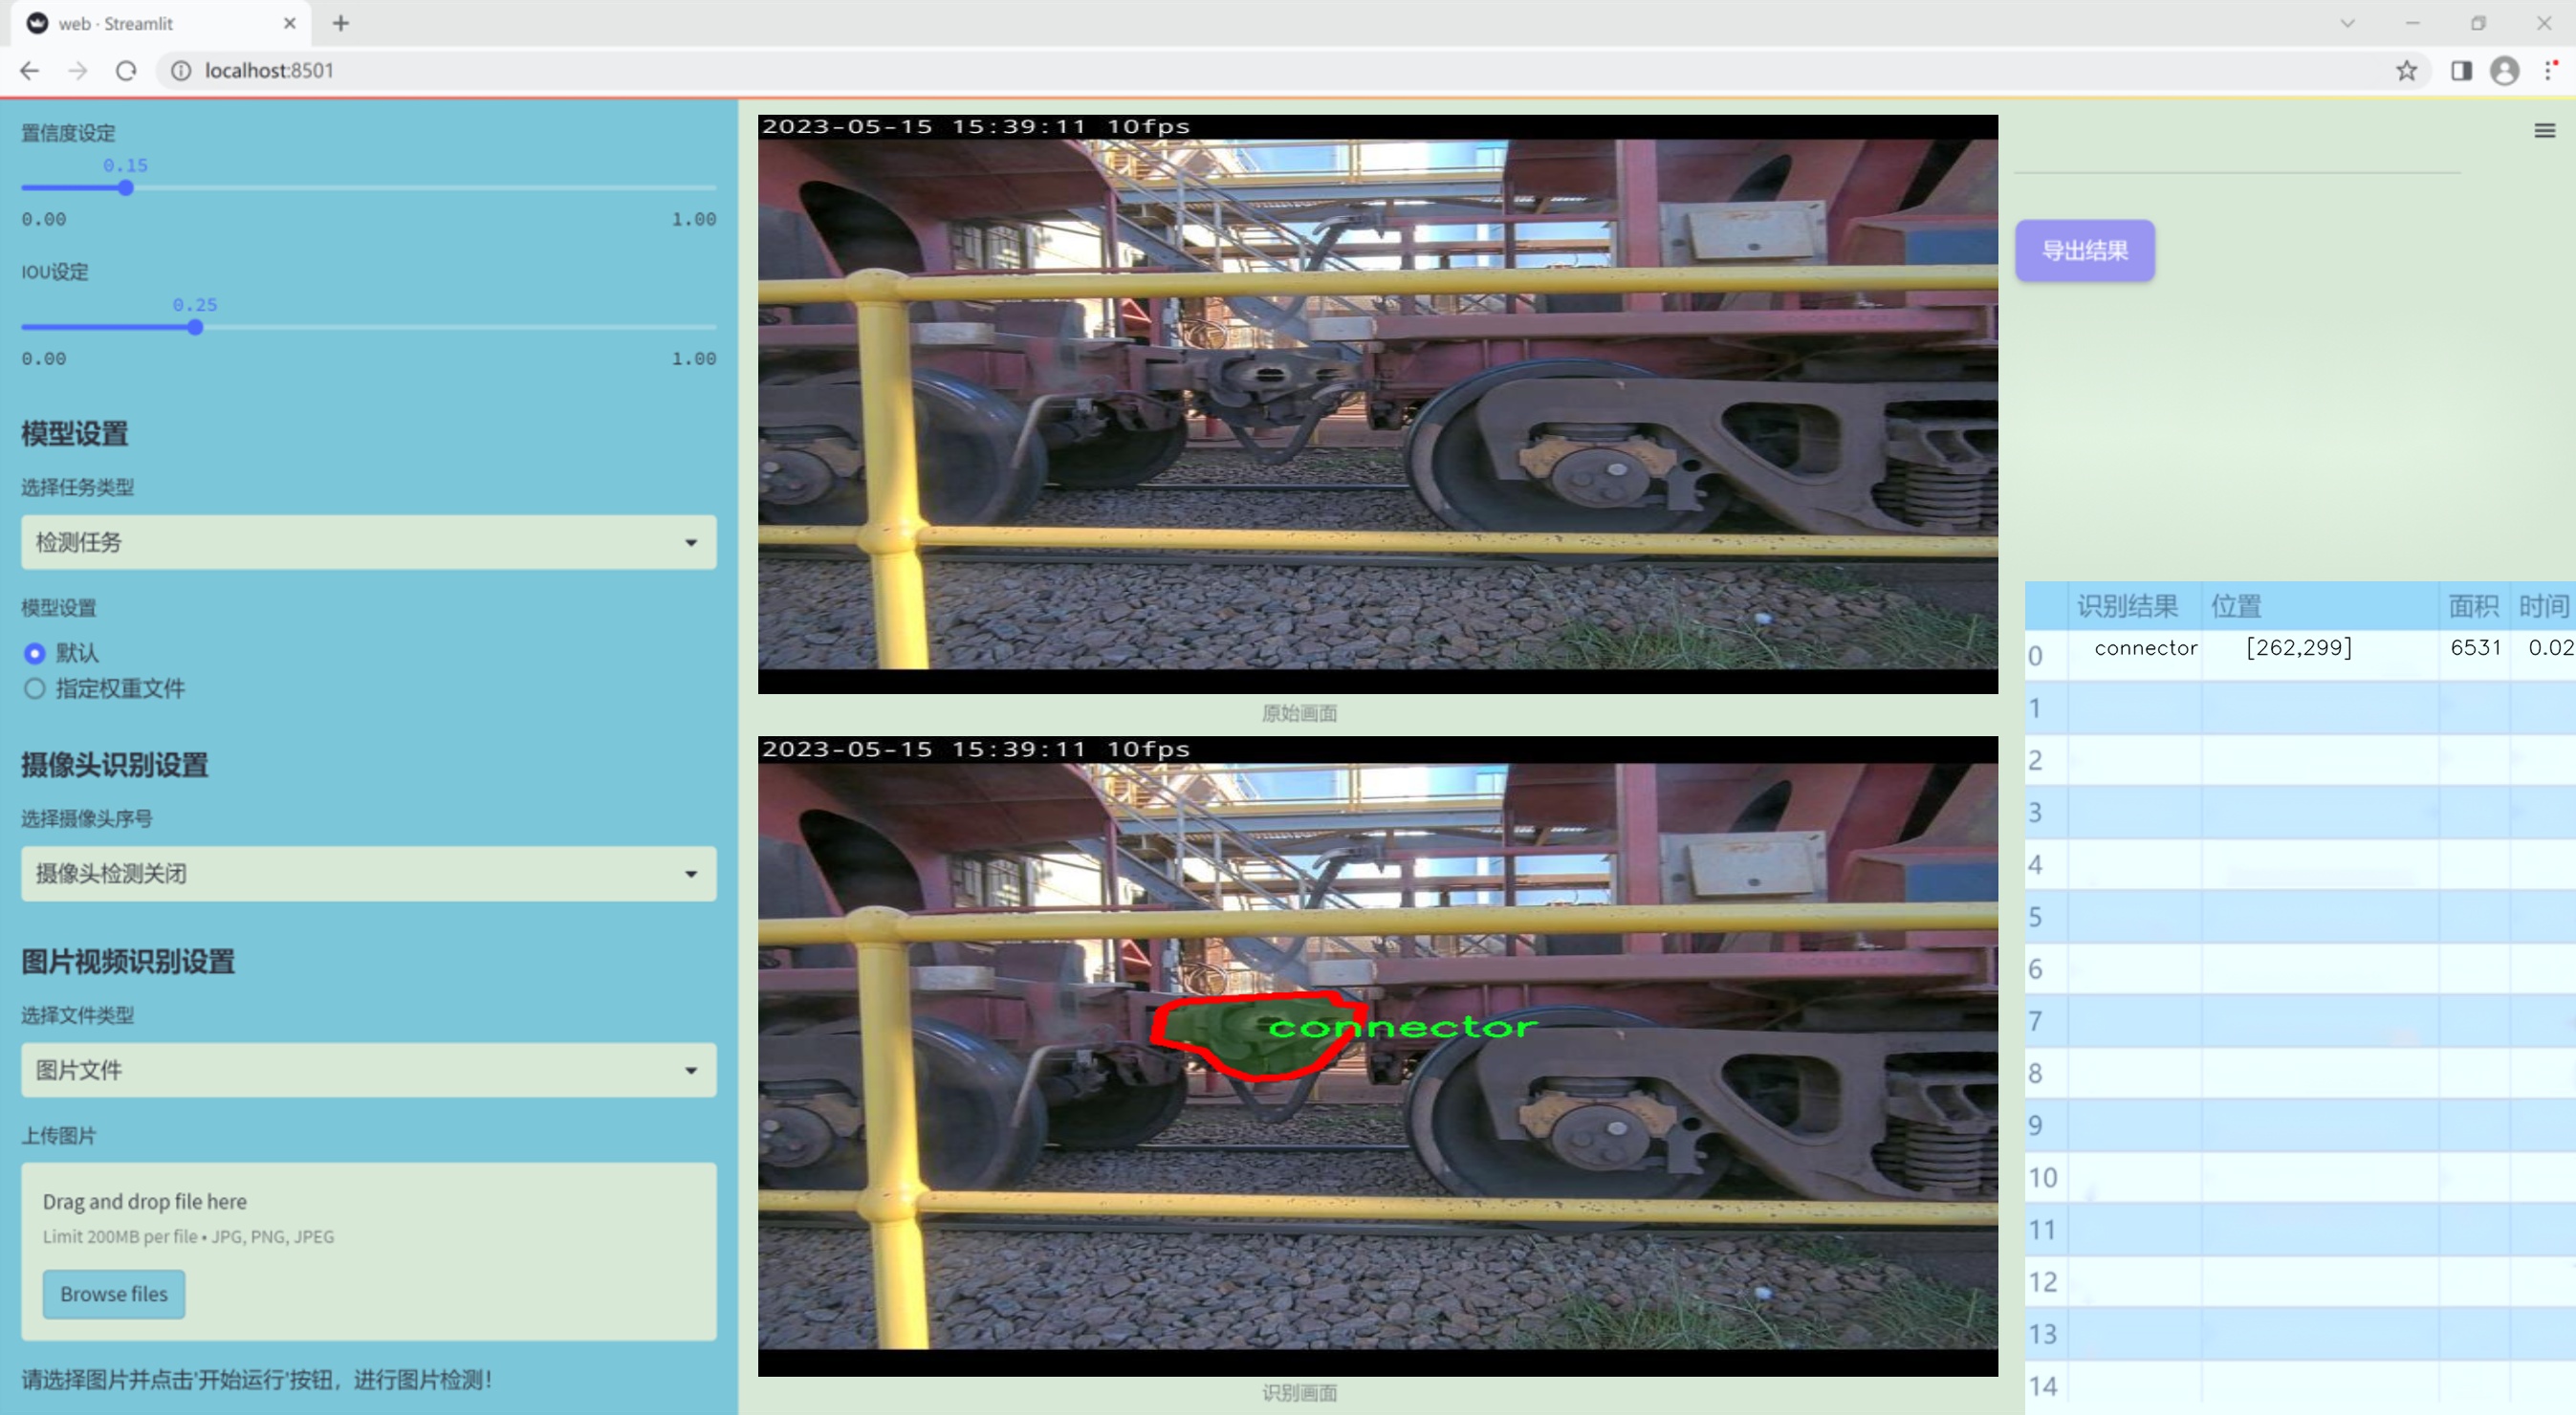 web · Streamlit
localhost:8501
置信度设定
0.15
0.00 1.00
IOU设定
0.25
0.00 1.00
模型设置
选择任务类型
检测任务
模型设置
默认
指定权重文件
摄像头识别设置
选择摄像头序号
摄像头检测关闭
图片视频识别设置
选择文件类型
图片文件
上传图片
Drag and drop file here
Limit 200MB per file • JPG, PNG, JPEG
Browse files
请选择图片并点击'开始运行'按钮，进行图片检测！
2023-05-15 15:39:11 10fps
原始画面
2023-05-15 15:39:11 10fps
connector
识别画面
导出结果
识别结果 位置 面积 时间
0 connector [262,299] 6531 0.02
1
2
3
4
5
6
7
8
9
10
11
12
13
14